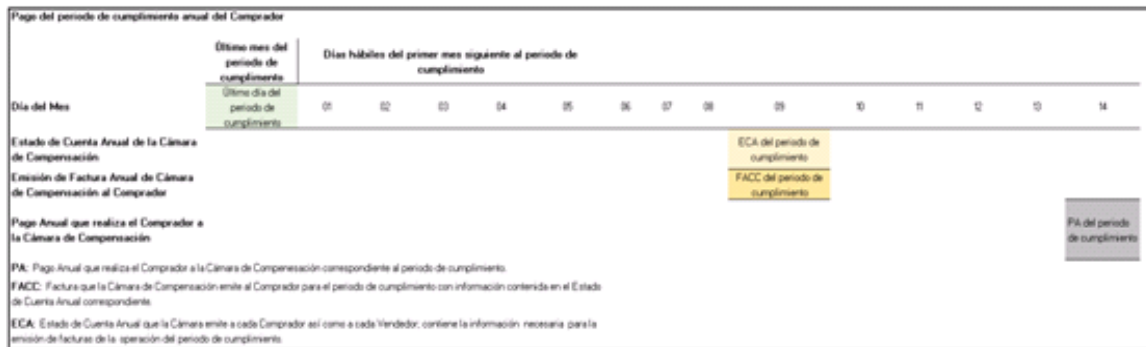 Pago del periodo de cumplimiento anual del Comprador
Último mes del
periodo de
cumplimento
Días hábiles del primer mes siguiente al periodo de
cumplimiento
Día del Mes
Último día del
periodo de
cumplimiento
01 02 03 04 05 06 07 08 09 10 11 12 13 14
Estado de Cuenta Anual de la Cámara
de Compensación
ECA del periodo de
cumplimiento
Emisión de Factura Anual de Cámara
de Compensación al Comprador
FACC del periodo de
cumplimiento
Pago Anual que realiza el Comprador a
la Cámara de Compensación
PA del periodo
de cumplimiento
PA: Pago Anual que realiza el Comprador a la Cámara de Compenesación correspondiente al periodo de cumplimiento.
FACC: Factura que la Cámara de Compensación emite al Comprador para el periodo de cumplimiento con información contenida en el Estado
de Cuenta Anual correspondiente.
ECA: Estado de Cuenta Anual que la Cámara emite a cada Comprador así como a cada Vendedor, contiene la información necesaria para la
emisión de facturas de la operación del periodo de cumplimiento.